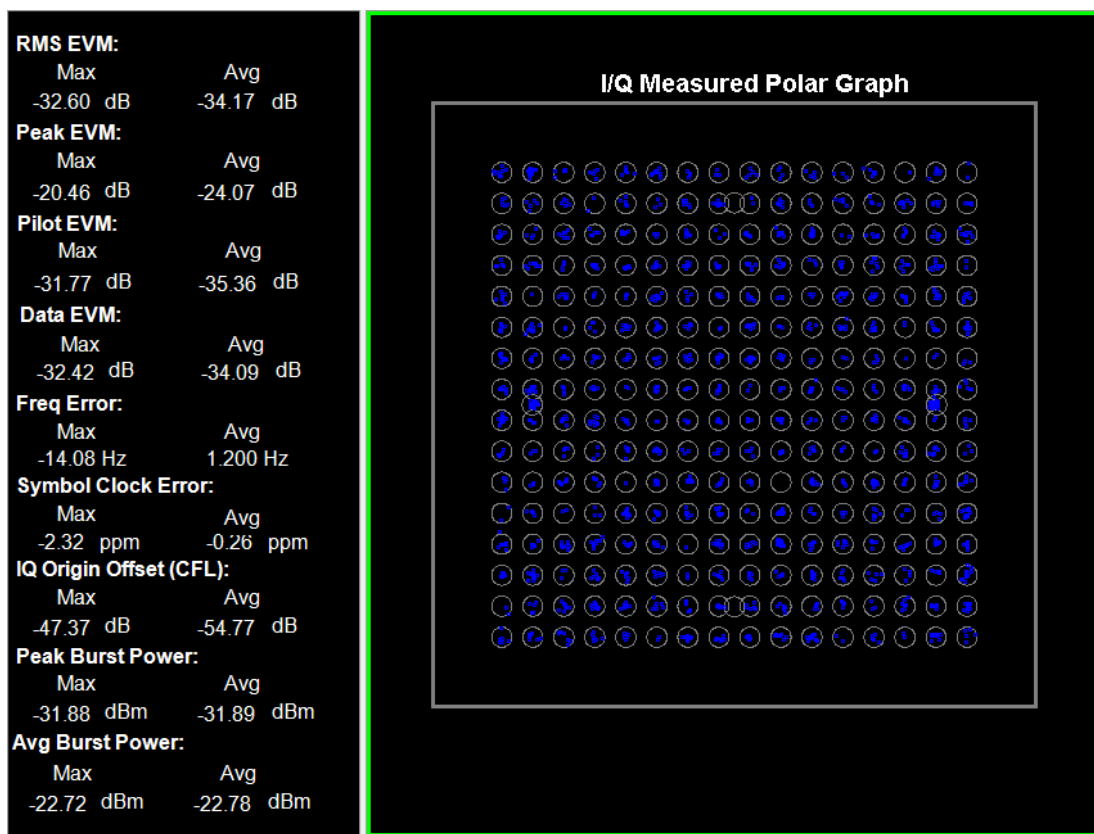 RMS EVM:
Max Avg
-32.60 dB -34.17 dB
Peak EVM:
Max Avg
-20.46 dB -24.07 dB
Pilot EVM:
Max Avg
-31.77 dB -35.36 dB
Data EVM:
Max Avg
-32.42 dB -34.09 dB
Freq Error:
Max Avg
-14.08 Hz 1.200 Hz
Symbol Clock Error:
Max Avg
-2.32 ppm -0.26 ppm
IQ Origin Offset (CFL):
Max Avg
-47.37 dB -54.77 dB
Peak Burst Power:
Max Avg
-31.88 dBm -31.89 dBm
Avg Burst Power:
Max Avg
-22.72 dBm -22.78 dBm
I/Q Measured Polar Graph